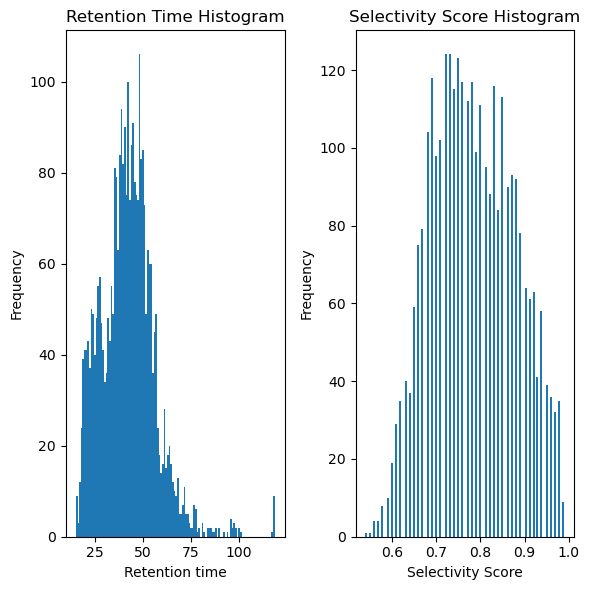 Retention Time Histogram
Frequency
100
80
60
40
20
0
25 50 75 100
Retention time
Selectivity Score Histogram
Frequency
120
100
80
60
40
20
0
0.6 0.7 0.8 0.9 1.0
Selectivity Score